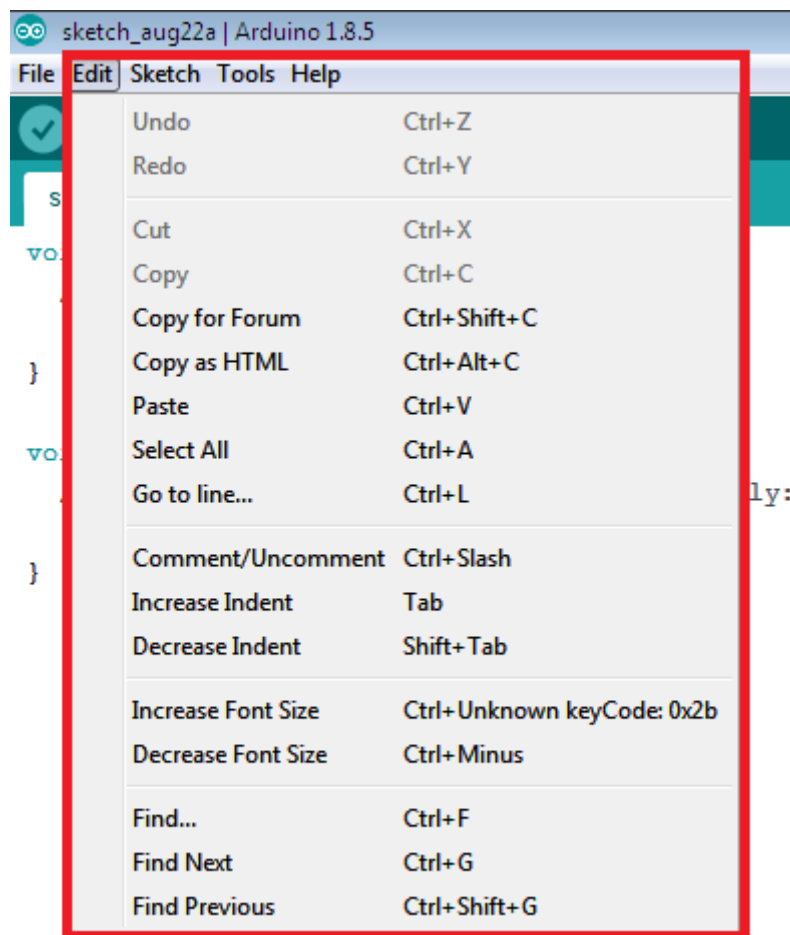 sketch_aug22a | Arduino 1.8.5
File Edit Sketch Tools Help
Undo Ctrl+Z
Redo Ctrl+Y
s
Cut Ctrl+X
vo
Copy Ctrl+C
Copy for Forum Ctrl+Shift+C
} Copy as HTML Ctrl+Alt+C
Paste Ctrl+V
vo Select All Ctrl+A
Go to line... Ctrl+L ly:
Comment/Uncomment Ctrl+Slash
}
Increase Indent Tab
Decrease Indent Shift+Tab
Increase Font Size Ctrl+Unknown keyCode: 0x2b
Decrease Font Size Ctrl+Minus
Find... Ctrl+F
Find Next Ctrl+G
Find Previous Ctrl+Shift+G